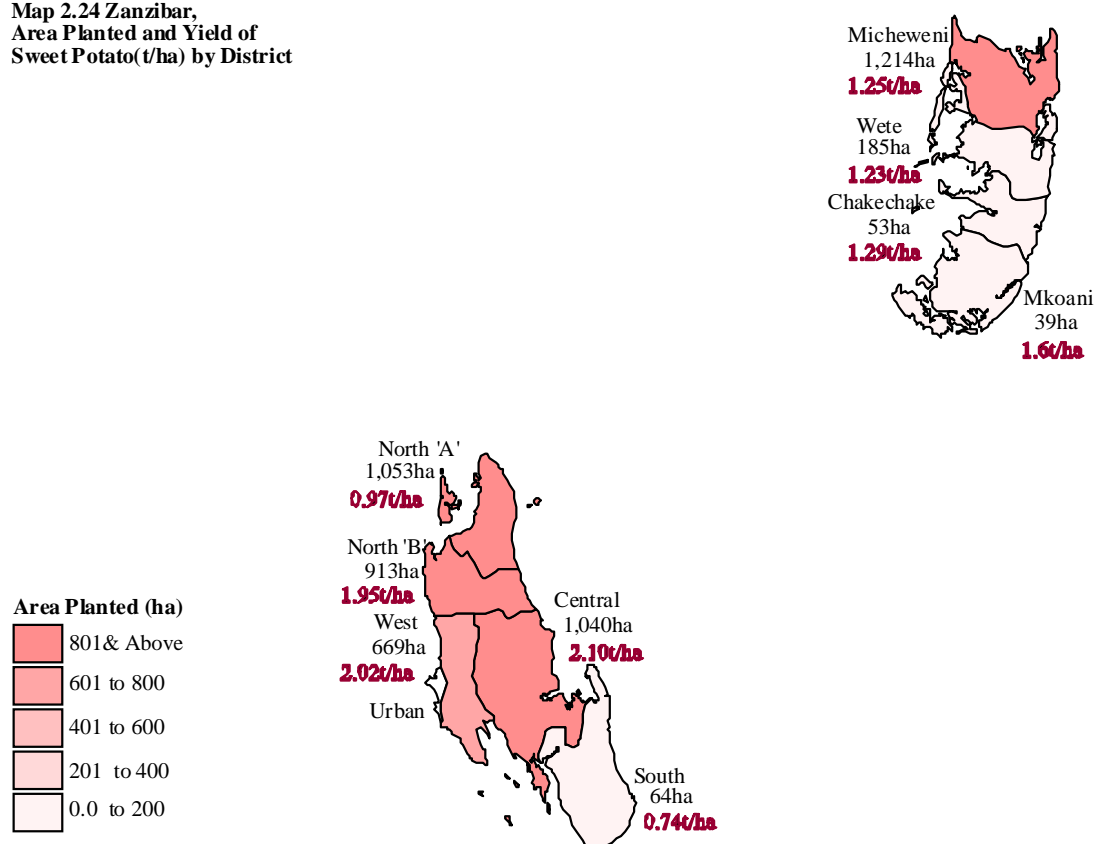 Map 2.24 Zanzibar,
Area Planted and Yield of
Sweet Potato(t/ha) by District
Micheweni
1,214ha
1.25t/ha
Wete
185ha
1.23t/ha
Chakechake
53ha
1.29t/ha
Mkoani
39ha
1.6t/ha
North 'A'
1,053ha
0.97t/ha
North 'B'
913ha
1.95t/ha
West
669ha
2.02t/ha
Urban
Central
1,040ha
2.10t/ha
South
64ha
0.74t/ha
Area Planted (ha)
801& Above
601 to 800
401 to 600
201 to 400
0.0 to 200